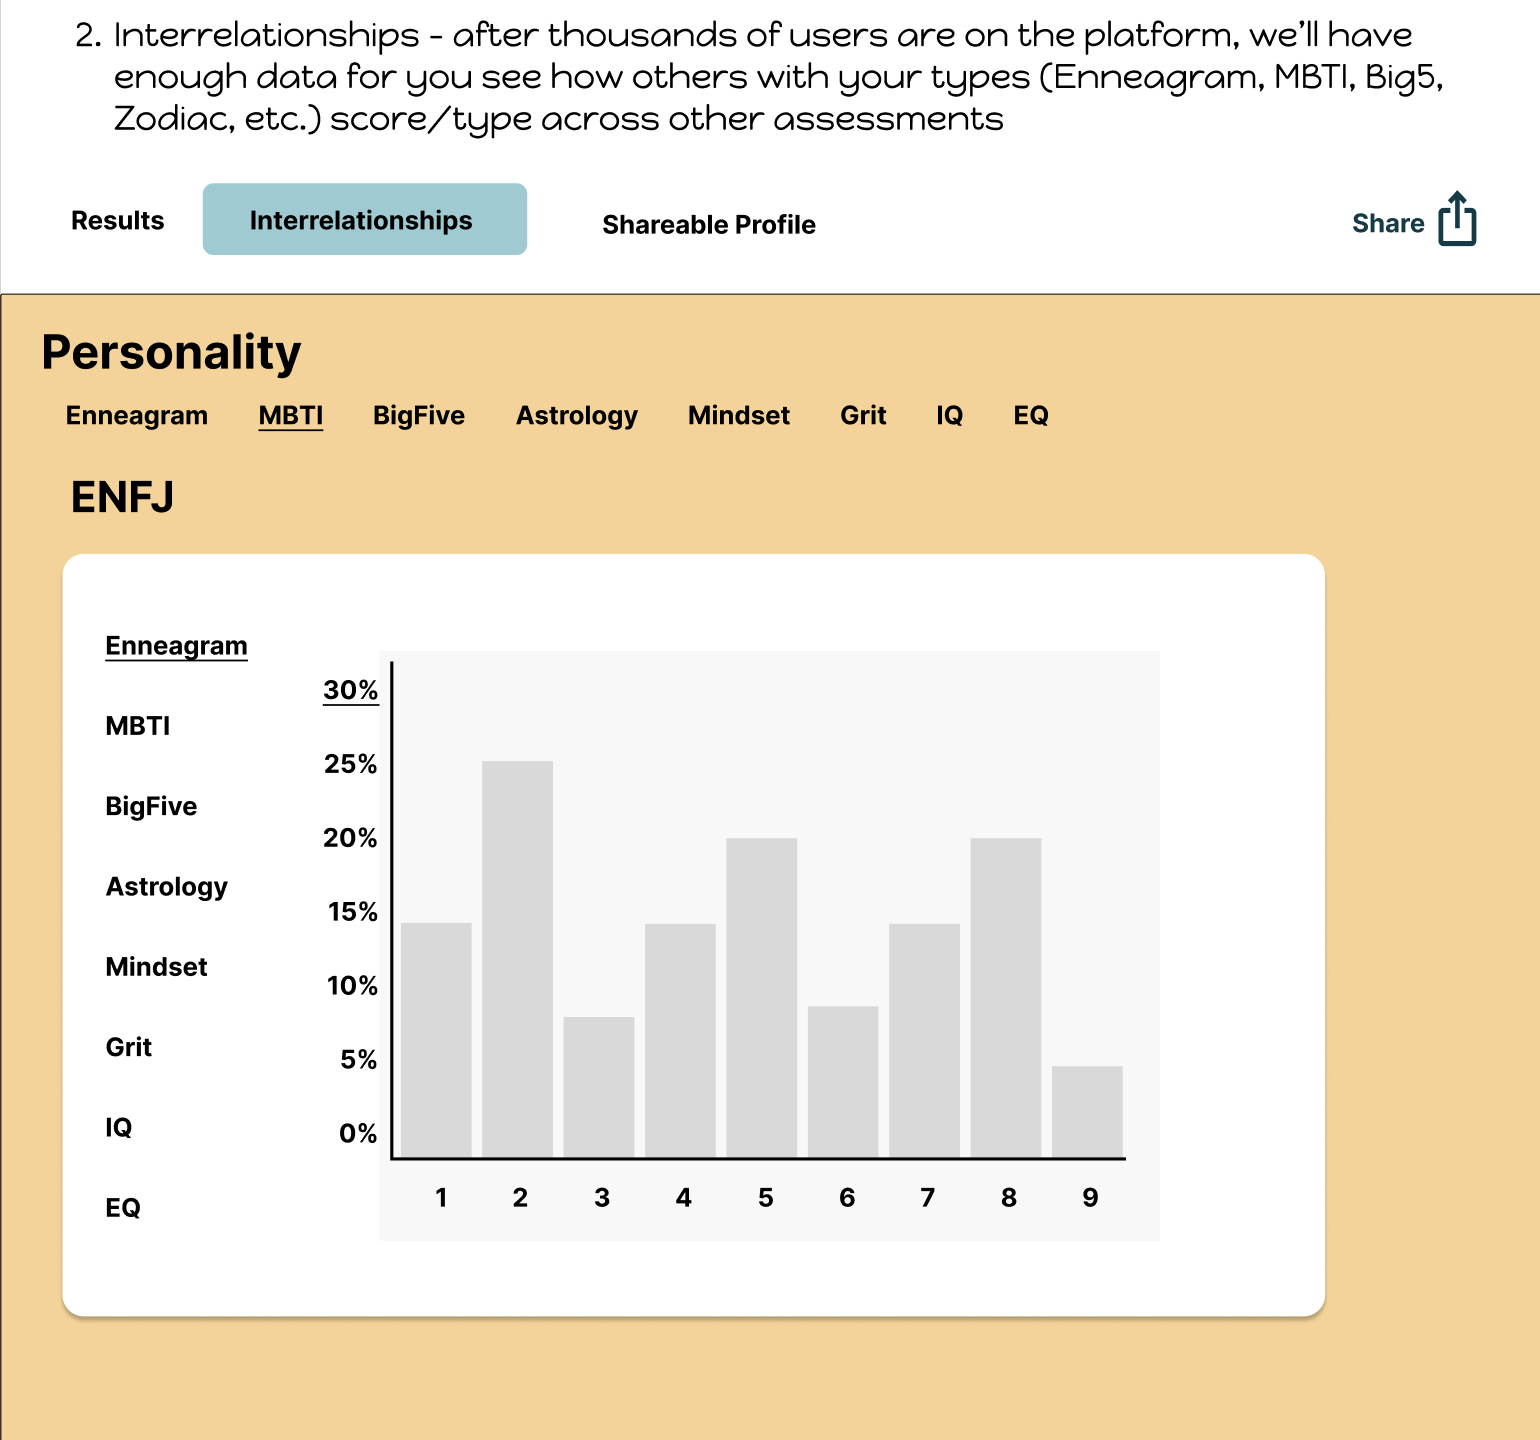 2. Interrelationships - after thousands of users are on the platform, we'll have
enough data for you see how others with your types (Enneagram, MBTI, Big5,
Zodiac, etc.) score/type across other assessments
Results Interrelationships Shareable Profile Share
Personality
Enneagram MBTI BigFive Astrology Mindset Grit IQ EQ
ENFJ
Enneagram
MBTI
BigFive
Astrology
Mindset
Grit
IQ
EQ
30%
25%
20%
15%
10%
5%
0%
1 2 3 4 5 6 7 8 9